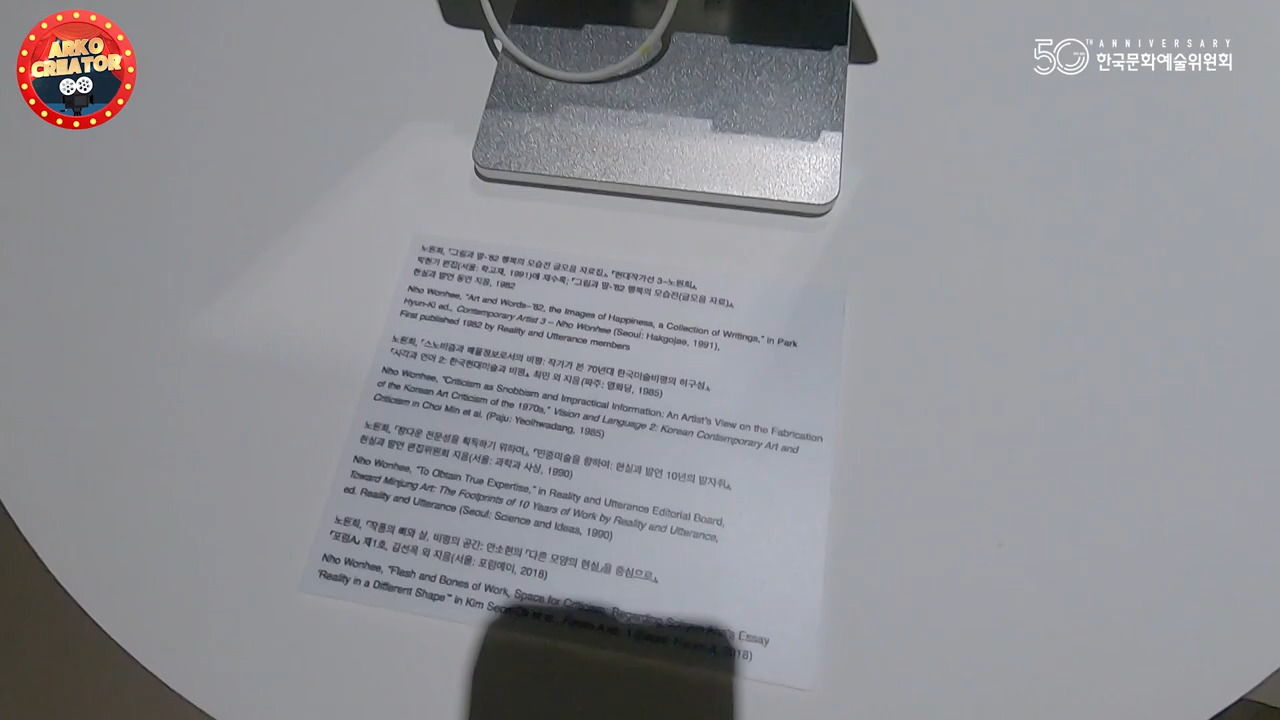 ARKO
CREATOR
50TH ANNIVERSARY
한국문화예술위원회
노원희, 「그림과 말-'82 행복의 모습전 글모음 자료집」, 『현대작가선 3-노원희』,
박현기 편집(서울: 학고재, 1991)에 재수록; 「그림과 말-'82 행복의 모습전(글모음 자료)」,
현실과 발언 동인 지음, 1982
Nho Wonhee, "Art and Words-'82, the Images of Happiness, a Collection of Writings," in Park
Hyun-Ki ed., Contemporary Artist 3 – Nho Wonhee (Seoul: Hakgojae, 1991),
First published 1982 by Reality and Utterance members
노원희, 「스노비즘과 배물정보로서의 비평: 작가가 본 70년대 한국미술비평의 허구성」,
『시각과 언어 2: 한국현대미술과 비평』, 최민 외 지음(파주: 열화당, 1985)
Nho Wonhee, "Criticism as Snobbism and Impractical Information: An Artist's View on the Fabrication
of the Korean Art Criticism of the 1970s," Vision and Language 2: Korean Contemporary Art and
Criticism in Choi Min et al. (Paju: Yeolhwadang, 1985)
노원희, 「참다운 전문성을 획득하기 위하여」, 『민중미술을 향하여: 현실과 발언 10년의 발자취』,
현실과 발언 편집위원회 지음(서울: 과학과 사상, 1990)
Nho Wonhee, "To Obtain True Expertise," in Reality and Utterance Editorial Board,
Toward Minjung Art: The Footprints of 10 Years of Work by Reality and Utterance,
ed. Reality and Utterance (Seoul: Science and Ideas, 1990)
노원희, 「작품의 뼈와 살, 비평의 공간: 안소현의 「다른 모양의 현실」을 중심으로」,
『포럼A』 제1호, 김선옥 외 지음(서울: 포럼에이, 2018)
Nho Wonhee, "Flesh and Bones of Work, Space for Criticism: Regarding Essay
'Reality in a Different Shape'" in Kim Forum A no. 1 (Seoul: Forum A, 2018)